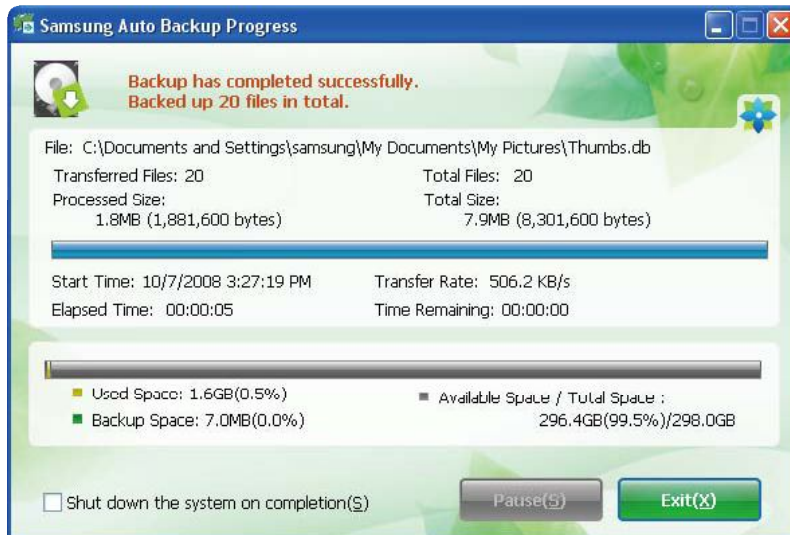 Samsung Auto Backup Progress
Backup has completed successfully.
Backed up 20 files in total.
File: C:\Documents and Settings\samsung\My Documents\My Pictures\Thumbs.db
Transferred Files: 20
Total Files: 20
Processed Size:
Total Size:
1.8MB (1,881,600 bytes)
7.9MB (8,301,600 bytes)
Start Time: 10/7/2008 3:27:19 PM
Transfer Rate: 506.2 KB/s
Elapsed Time: 00:00:05
Time Remaining: 00:00:00
Used Space: 1.6GB(0.5%)
Available Space / Total Space :
Backup Space: 7.0MB(0.0%)
296.4GB(99.5%)/298.0GB
Shut down the system on completion(S)
Pause(S)
Exit(X)